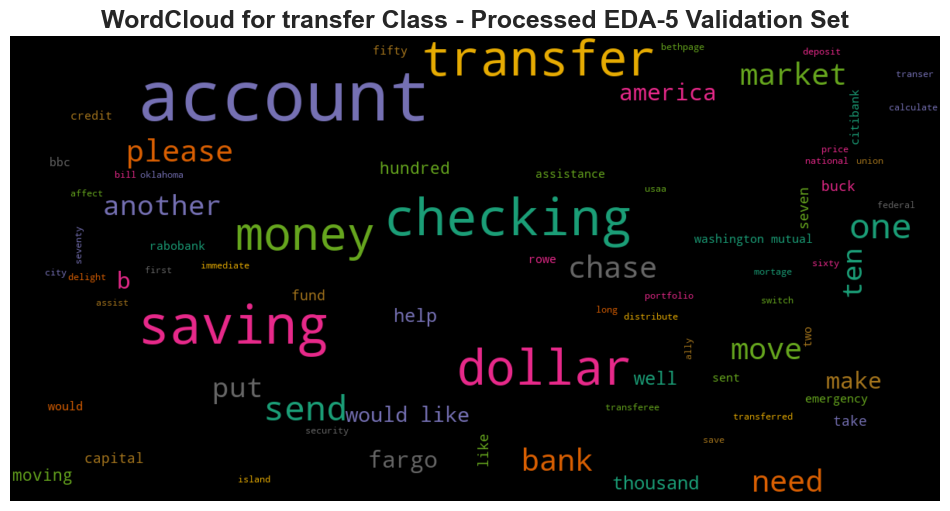 WordCloud for transfer Class - Processed EDA-5 Validation Set
fifty
transfer
bethpage
deposit
market
transer
account
america
calculate
credit
citibank
please
hundred
assistance
price
national
union
bbc
bill
oklahoma
affect
usaa
buck
another
checking
seven
federal
money
one
seventy
rabobank
washington mutual
city
delight
first
immediate
rowe
chase
mortage
sixty
ten
b
assist
fund
portfolio
switch
saving
help
long
distribute
two
ally
move
dollar
put
well
sent
make
send
would like
would
transferee
transferred
emergency
take
security
save
capital
fargo
like
bank
moving
island
thousand
need